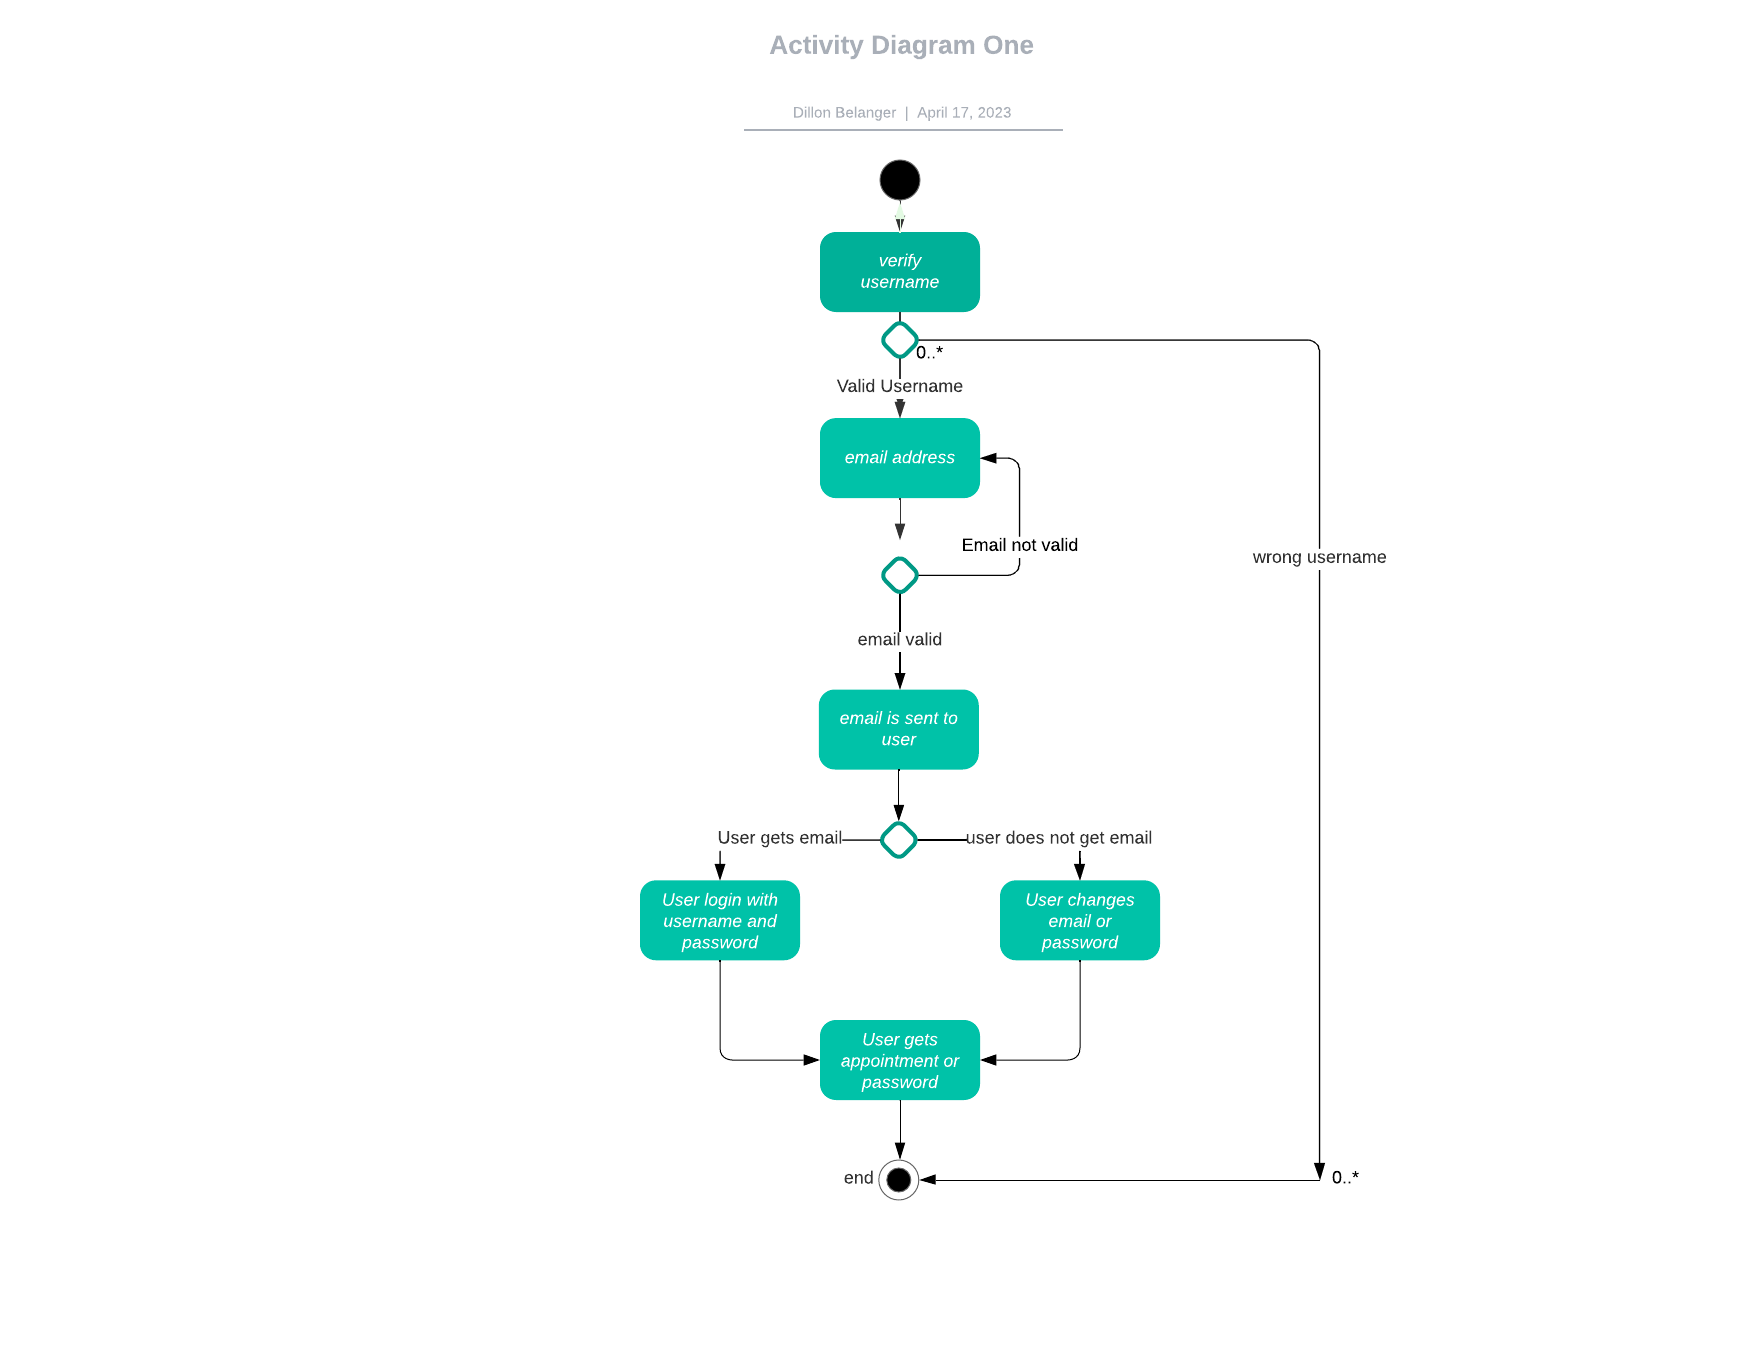 Activity Diagram One
Dillon Belanger | April 17, 2023
verify
username
0..*
Valid Username
email address
Email not valid
wrong username
email valid
email is sent to
user
User gets email
user does not get email
User login with
username and
password
User changes
email or
password
User gets
appointment or
password
end
0..*